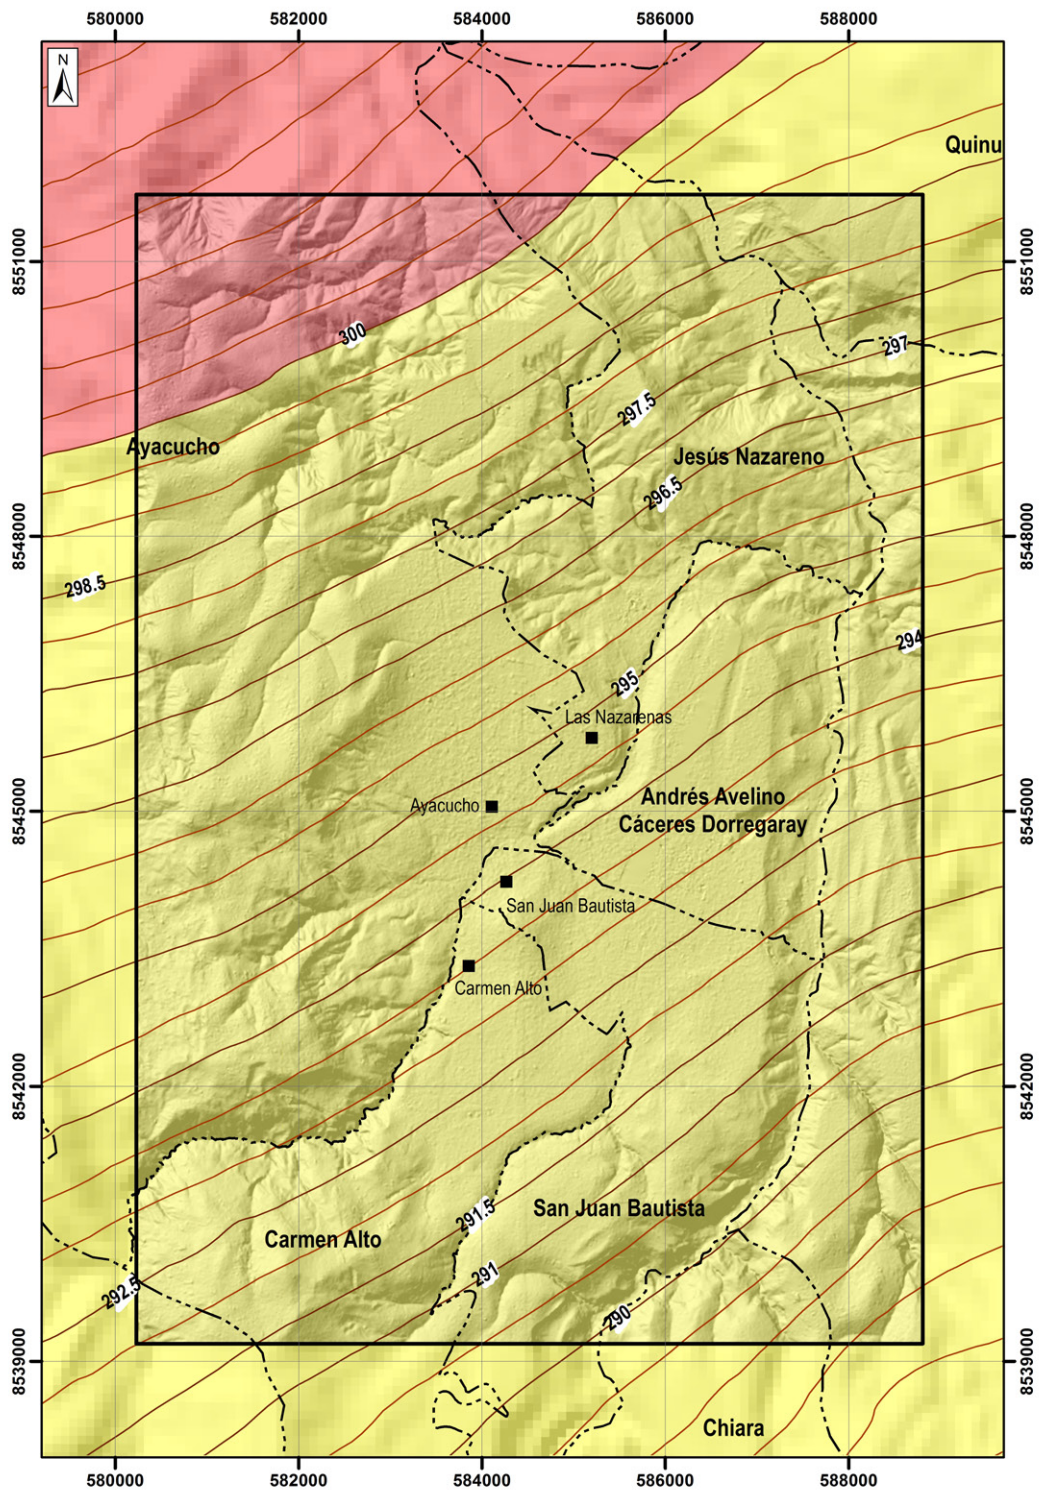 580000 582000 584000 586000 588000
N
Quinu
8551000
8551000
300
297
297.5
Ayacucho
Jesús Nazareno
296.5
8548000
8548000
298.5
294
295
Las Nazarenas
Andrés Avelino
Cáceres Dorregaray
Ayacucho
8545000
8545000
San Juan Bautista
Carmen Alto
8542000
8542000
291.5
San Juan Bautista
Carmen Alto
291
292.5
290
8539000
8539000
Chiara
580000 582000 584000 586000 588000